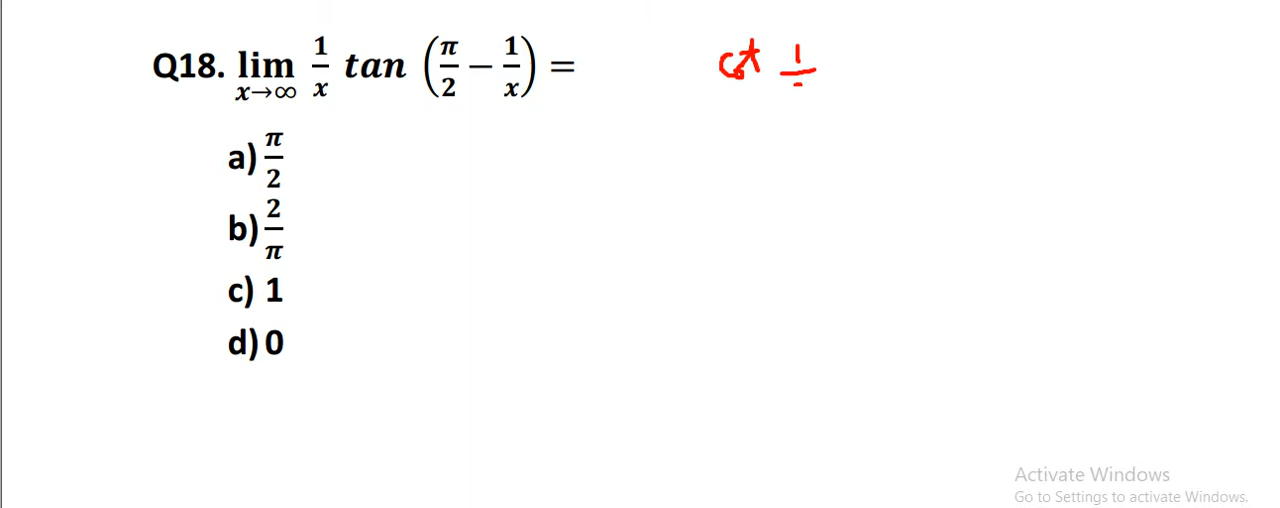 Q18. lim x→∞ 1/x tan (π/2 − 1/x) = cot 1/
a) π/2
b) 2/π
c) 1
d) 0
Activate Windows
Go to Settings to activate Windows.